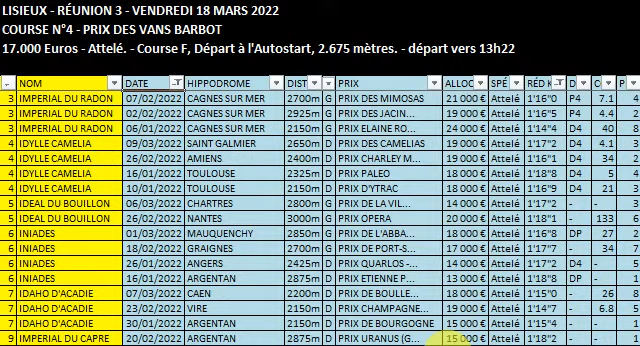 LISIEUX - RÉUNION 3 - VENDREDI 18 MARS 2022
COURSE N°4 - PRIX DES VANS BARBOT
17.000 Euros - Attelé. - Course F, Départ à l'Autostart, 2.675 mètres. - départ vers 13h22
NOM DATE HIPPODROME DIST PRIX ALLOC SPÉ RÉD K D C P
3 IMPERIAL DU RADON 07/02/2022 CAGNES SUR MER 2700m G PRIX DES MIMOSAS 21 000 € Attelé 1'16"0 P4 7.1 4
3 IMPERIAL DU RADON 02/02/2022 CAGNES SUR MER 2925m G PRIX DES JACIN... 19 000 € Attelé 1'16"5 P4 4.4 2
3 IMPERIAL DU RADON 06/01/2022 CAGNES SUR MER 2150m G PRIX ELAINE RO... 24 000 € Attelé 1'14"4 D4 40 8
4 IDYLLE CAMELIA 09/03/2022 SAINT GALMIER 2650m D PRIX DES CAMELIAS 19 000 € Attelé 1'17"2 D4 4.1 3
4 IDYLLE CAMELIA 26/02/2022 AMIENS 2400m D PRIX CHARLEY M... 19 000 € Attelé 1'16"1 D4 34 2
4 IDYLLE CAMELIA 16/01/2022 TOULOUSE 2325m D PRIX PALEO 18 000 € Attelé 1'18"8 D4 5 4
4 IDYLLE CAMELIA 10/01/2022 TOULOUSE 2150m D PRIX D'YTRAC 18 000 € Attelé 1'16"9 D4 21 3
5 IDEAL DU BOUILLON 06/03/2022 CHARTRES 2800m G PRIX DE LA VIL... 14 000 € Attelé 1'17"2 - - 3
5 IDEAL DU BOUILLON 26/02/2022 NANTES 3000m G PRIX OPERA 20 000 € Attelé 1'18"1 - 133 6
6 INIADES 01/03/2022 MAUQUENCHY 2850m G PRIX DE L'ABBA... 18 000 € Attelé 1'16"8 DP 27 2
6 INIADES 18/02/2022 GRAIGNES 2700m G PRIX DE PORT-S... 17 000 € Attelé 1'17"7 - 34 7
6 INIADES 26/01/2022 ANGERS 2425m D PRIX QUARLOS -... 14 000 € Attelé 1'17"2 D4 - 5
6 INIADES 16/01/2022 ARGENTAN 2875m D PRIX ETIENNE P... 13 000 € Attelé 1'18"8 DP - 1
7 IDAHO D'ACADIE 07/03/2022 CAEN 2200m D PRIX DE BOULLE... 18 000 € Attelé 1'15"0 - 26 8
7 IDAHO D'ACADIE 23/02/2022 VIRE 2150m D PRIX CHAMPAGNE... 19 000 € Attelé 1'14"7 - 6.8 5
7 IDAHO D'ACADIE 30/01/2022 ARGENTAN 2150m D PRIX DE BOURGOGNE 15 000 € Attelé 1'15"4 - - 1
9 IMPERIAL DU CAPRE 20/02/2022 ARGENTAN 2875m D PRIX URANUS (G... 15 000 € Attelé 1'18"2 - - 1